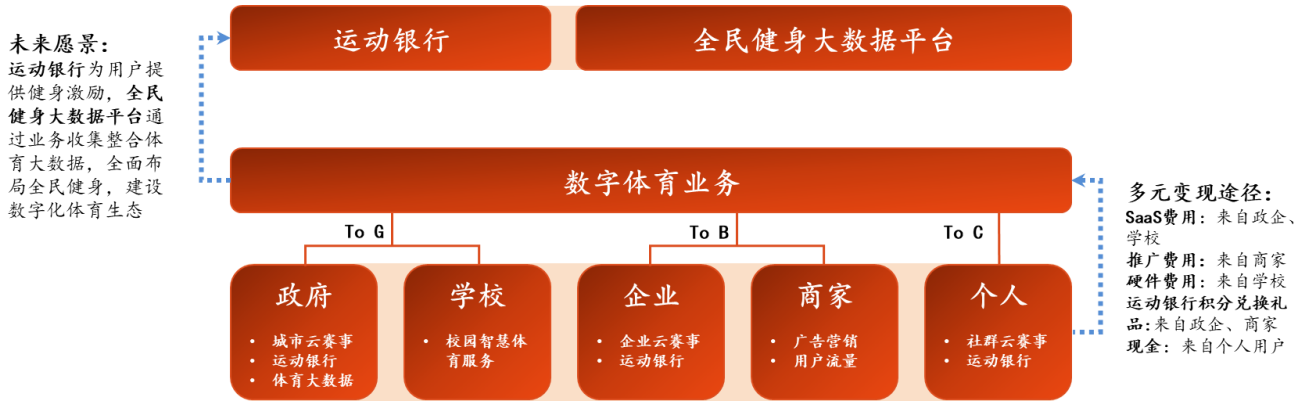 未来愿景：
运动银行为用户提
供健身激励，全民
健身大数据平台通
过业务收集整合体
育大数据，全面布
局全民健身，建设
数字化体育生态
运动银行
全民健身大数据平台
数字体育业务
To G
To B
To C
政府
• 城市云赛事
• 运动银行
• 体育大数据
学校
• 校园智慧体
育服务
企业
• 企业云赛事
• 运动银行
商家
• 广告营销
• 用户流量
个人
• 社群云赛事
• 运动银行
多元变现途径：
SaaS费用：来自政企、
学校
推广费用：来自商家
硬件费用：来自学校
运动银行积分兑换礼
品：来自政企、商家
现金：来自个人用户